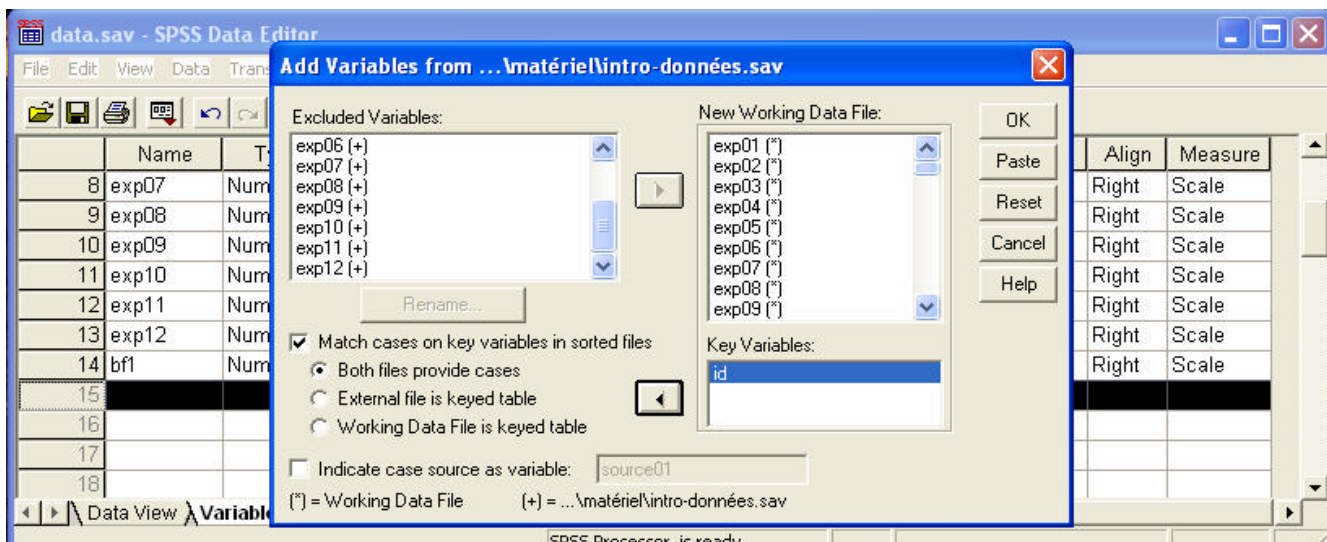 SPSS
data.sav - SPSS Data Editor
File Edit View Data Trans
Add Variables from ...\matériel\intro-données.sav
Excluded Variables:
exp06 (+)
exp07 (+)
exp08 (+)
exp09 (+)
exp10 (+)
exp11 (+)
exp12 (+)
Rename...
New Working Data File:
exp01 (*)
exp02 (*)
exp03 (*)
exp04 (*)
exp05 (*)
exp06 (*)
exp07 (*)
exp08 (*)
exp09 (*)
OK
Paste
Reset
Cancel
Help
Match cases on key variables in sorted files
Both files provide cases
External file is keyed table
Working Data File is keyed table
Key Variables:
id
Indicate case source as variable: source01
(*) = Working Data File (+) = ...\matériel\intro-données.sav
Name T Align Measure
8 exp07 Num Right Scale
9 exp08 Num Right Scale
10 exp09 Num Right Scale
11 exp10 Num Right Scale
12 exp11 Num Right Scale
13 exp12 Num Right Scale
14 bf1 Num Right Scale
15
16
17
18
Data View Variabl
SPSS Processor is ready